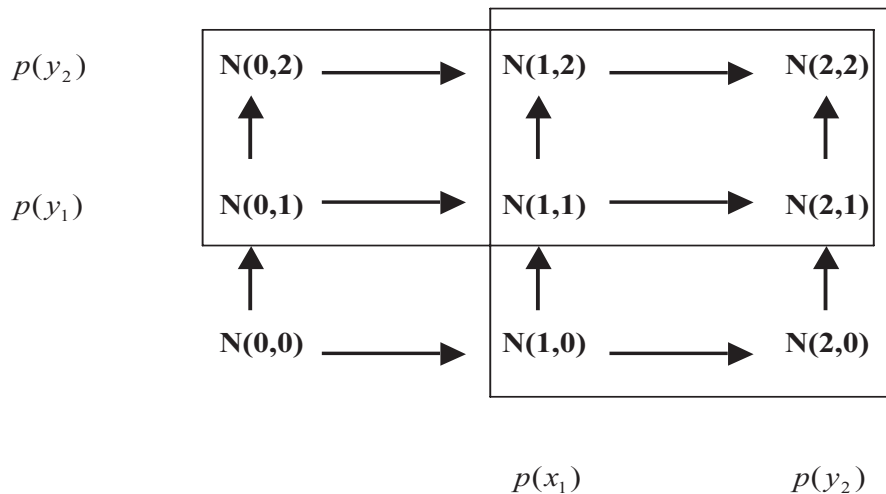 p(y₂) N(0,2) N(1,2) N(2,2)
p(y₁) N(0,1) N(1,1) N(2,1)
N(0,0) N(1,0) N(2,0)
p(x₁) p(y₂)